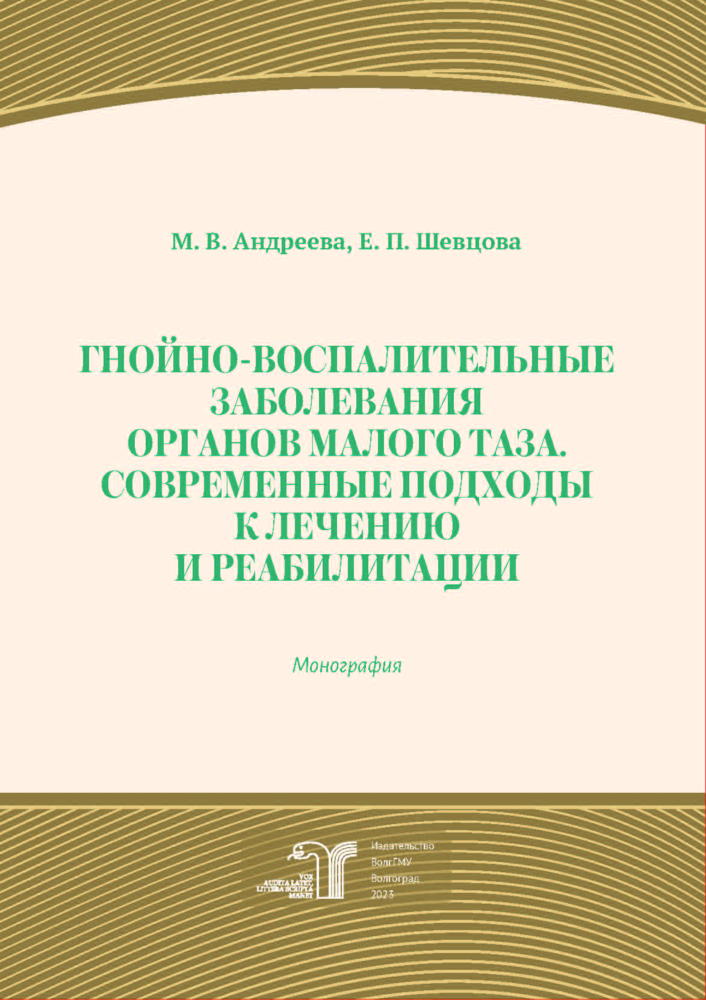 М. В. Андреева, Е. П. Шевцова
ГНОЙНО-ВОСПАЛИТЕЛЬНЫЕ
ЗАБОЛЕВАНИЯ
ОРГАНОВ МАЛОГО ТАЗА.
СОВРЕМЕННЫЕ ПОДХОДЫ
К ЛЕЧЕНИЮ
И РЕАБИЛИТАЦИИ
Монография
VOX
AUDITA LATET,
LITTERA SCRIPTA
MANET
Издательство
ВолгГМУ
Волгоград
2023